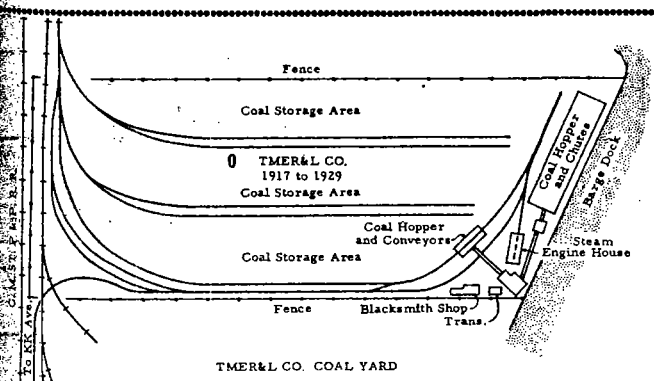 Fence
Coal Storage Area
0 TMER&L CO.
1917 to 1929
Coal Storage Area
Coal Hopper
and Chutes
Barge Dock
Coal Hopper
and Conveyors
Steam
Engine House
Coal Storage Area
C.M.ST.P.&P.R.R.
To KK Ave.
Fence
Blacksmith Shop
Trans.
TMER&L CO. COAL YARD